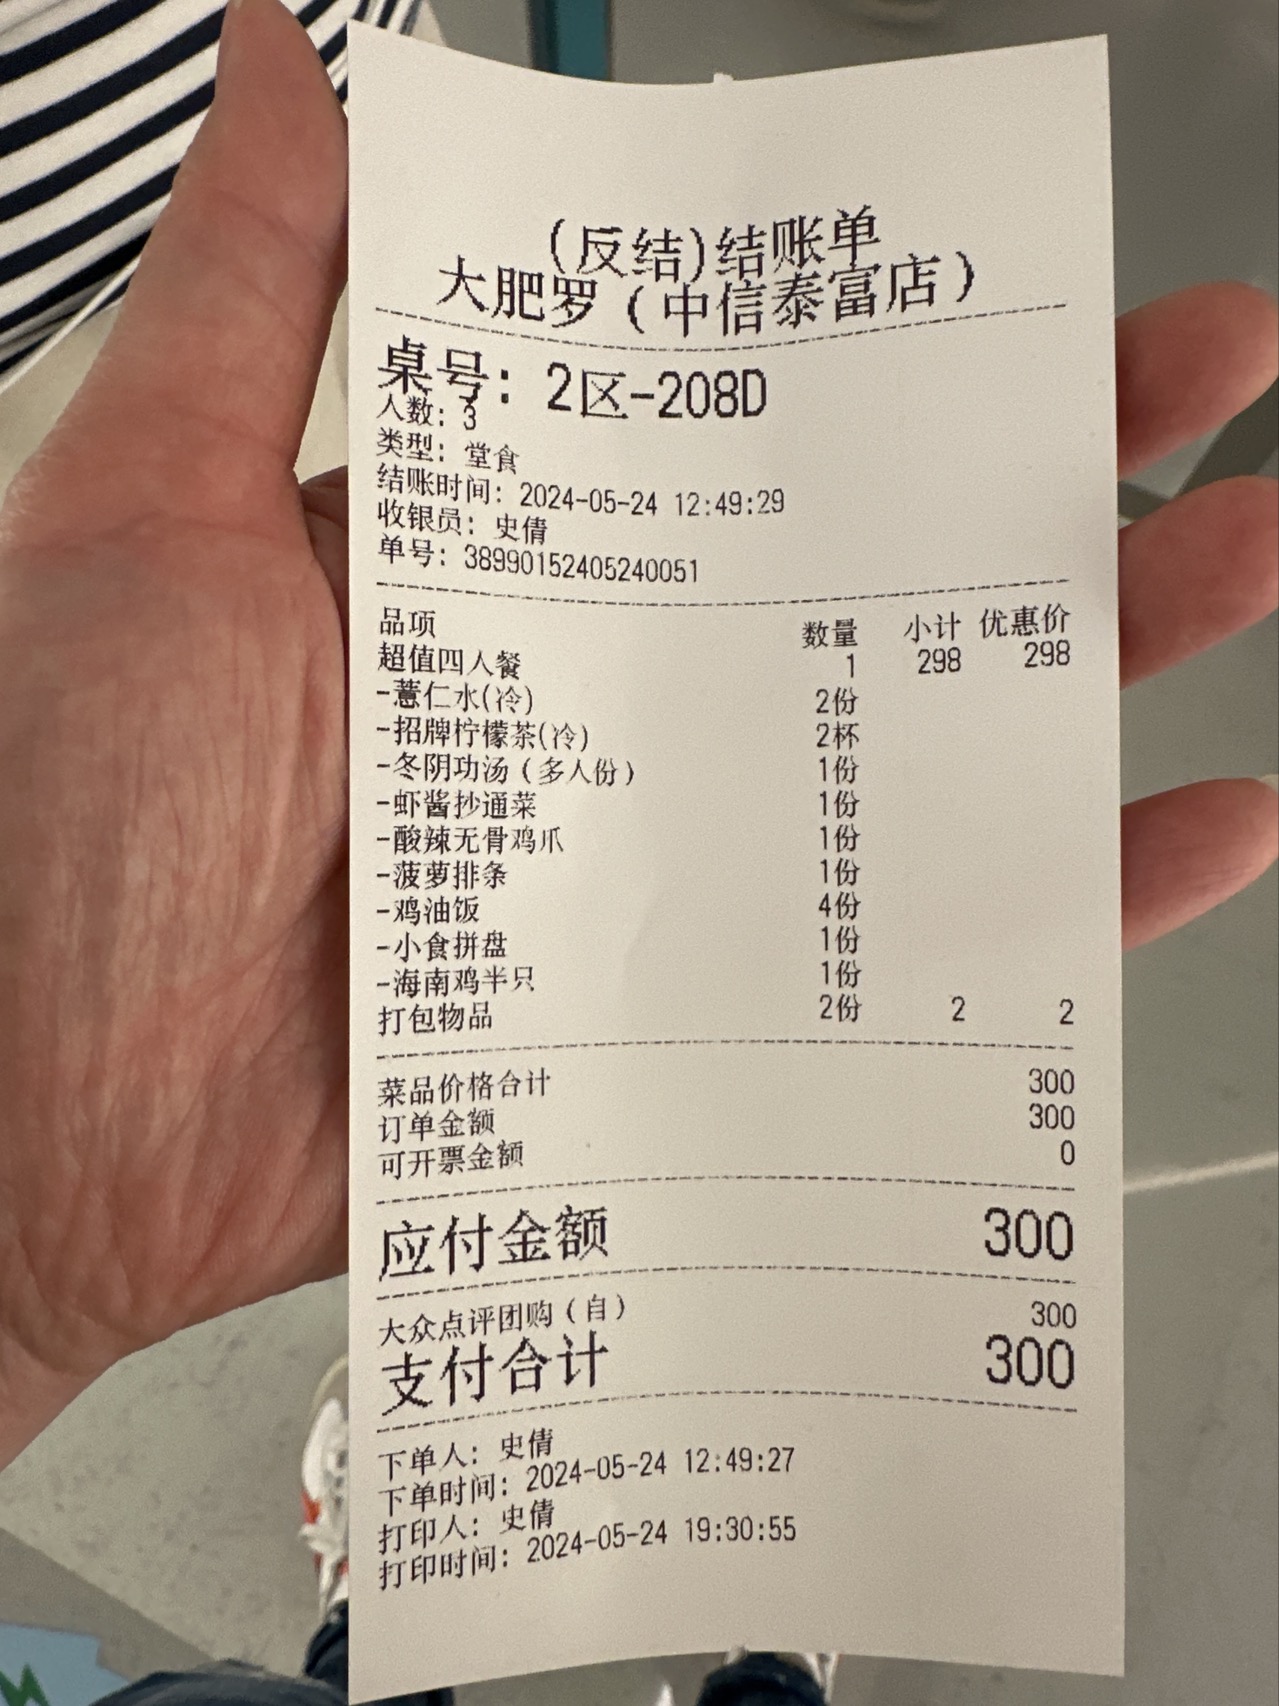 (反结)结账单
大肥罗（中信泰富店）
桌号：2区-208D
人数：3
类型：堂食
结账时间：2024-05-24 12:49:29
收银员：史倩
单号：38990152405240051
品项 数量 小计 优惠价
超值四人餐 1 298 298
-薏仁水(冷) 2份
-招牌柠檬茶(冷) 2杯
-冬阴功汤（多人份） 1份
-虾酱抄通菜 1份
-酸辣无骨鸡爪 1份
-菠萝排条 1份
-鸡油饭 4份
-小食拼盘 1份
-海南鸡半只 1份
打包物品 2份 2 2
菜品价格合计 300
订单金额 300
可开票金额 0
应付金额 300
大众点评团购（自） 300
支付合计 300
下单人：史倩
下单时间：2024-05-24 12:49:27
打印人：史倩
打印时间：2024-05-24 19:30:55